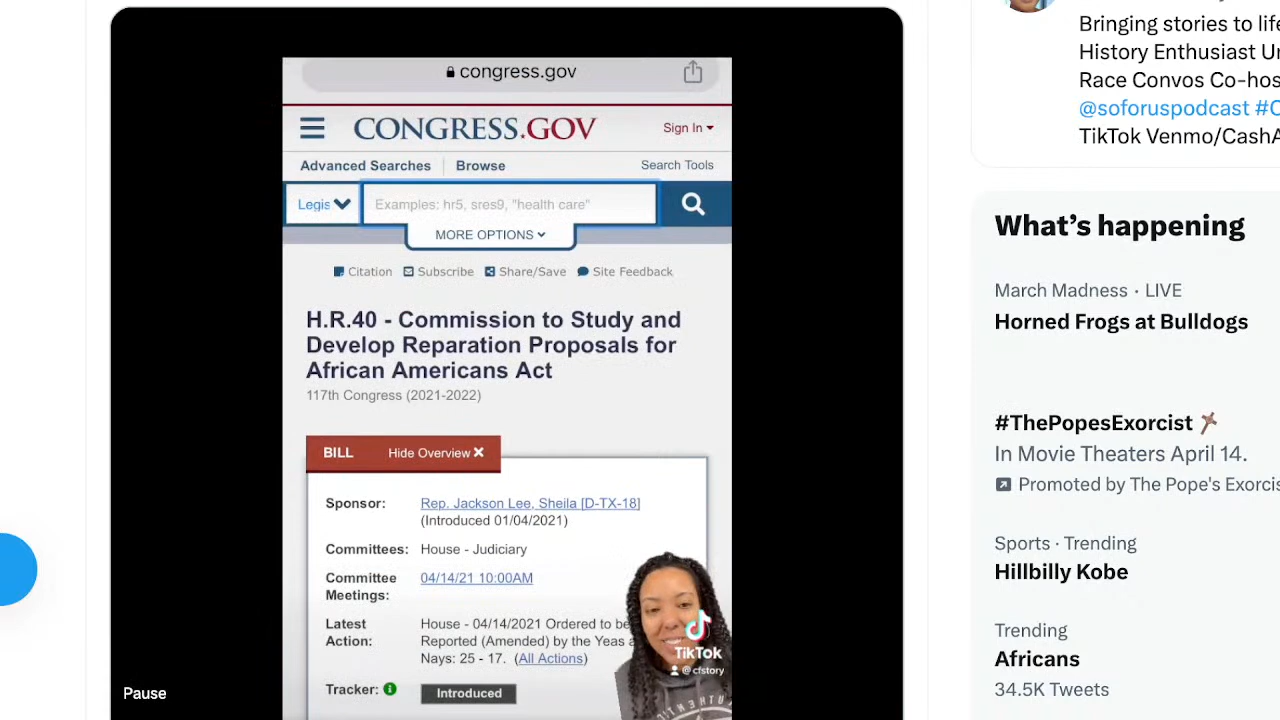 congress.gov
CONGRESS.GOV
Sign In
Advanced Searches Browse Search Tools
Legis Examples: hr5, sres9, "health care"
MORE OPTIONS
Citation Subscribe Share/Save Site Feedback
H.R.40 - Commission to Study and
Develop Reparation Proposals for
African Americans Act
117th Congress (2021-2022)
BILL Hide Overview ×
Sponsor: Rep. Jackson Lee, Sheila [D-TX-18]
(Introduced 01/04/2021)
Committees: House - Judiciary
Committee 04/14/21 10:00AM
Meetings:
Latest House - 04/14/2021 Ordered to be
Action: Reported (Amended) by the Yeas
Nays: 25 - 17. (All Actions)
Tracker: Introduced
TikTok
@cfstory
Pause
Bringing stories to life
History Enthusiast
Race Convos Co-hos
@soforuspodcast
TikTok Venmo/CashA
What's happening
March Madness · LIVE
Horned Frogs at Bulldogs
#ThePopesExorcist
In Movie Theaters April 14.
Promoted by The Pope's Exorcis
Sports · Trending
Hillbilly Kobe
Trending
Africans
34.5K Tweets